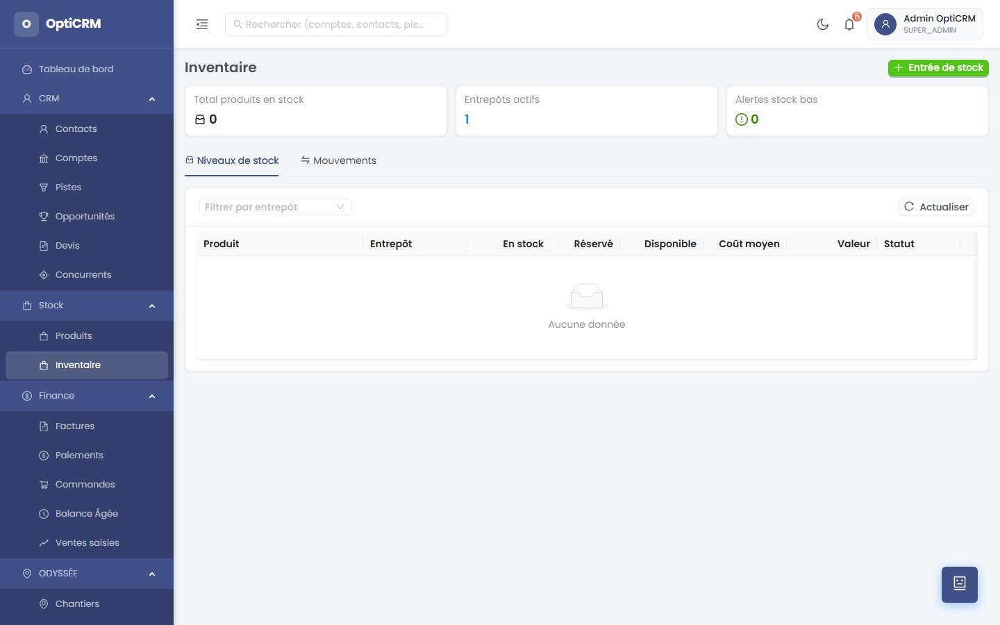 O OptiCRM
Tableau de bord
CRM
Contacts
Comptes
Pistes
Opportunités
Devis
Concurrents
Stock
Produits
Inventaire
Finance
Factures
Paiements
Commandes
Balance Âgée
Ventes saisies
ODYSSÉE
Chantiers
Rechercher (comptes, contacts, pis...
5
Admin OptiCRM
SUPER_ADMIN
Inventaire
Entrée de stock
Total produits en stock
0
Entrepôts actifs
1
Alertes stock bas
0
Niveaux de stock
Mouvements
Filtrer par entrepôt
Actualiser
Produit Entrepôt En stock Réservé Disponible Coût moyen Valeur Statut
Aucune donnée